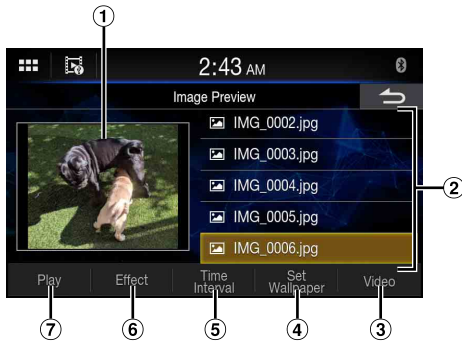 ①
2:43 AM
Image Preview
IMG_0002.jpg
IMG_0003.jpg
②
IMG_0004.jpg
IMG_0005.jpg
IMG_0006.jpg
Play
Effect
Time
Interval
Set
Wallpaper
Video
⑦
⑥
⑤
④
③